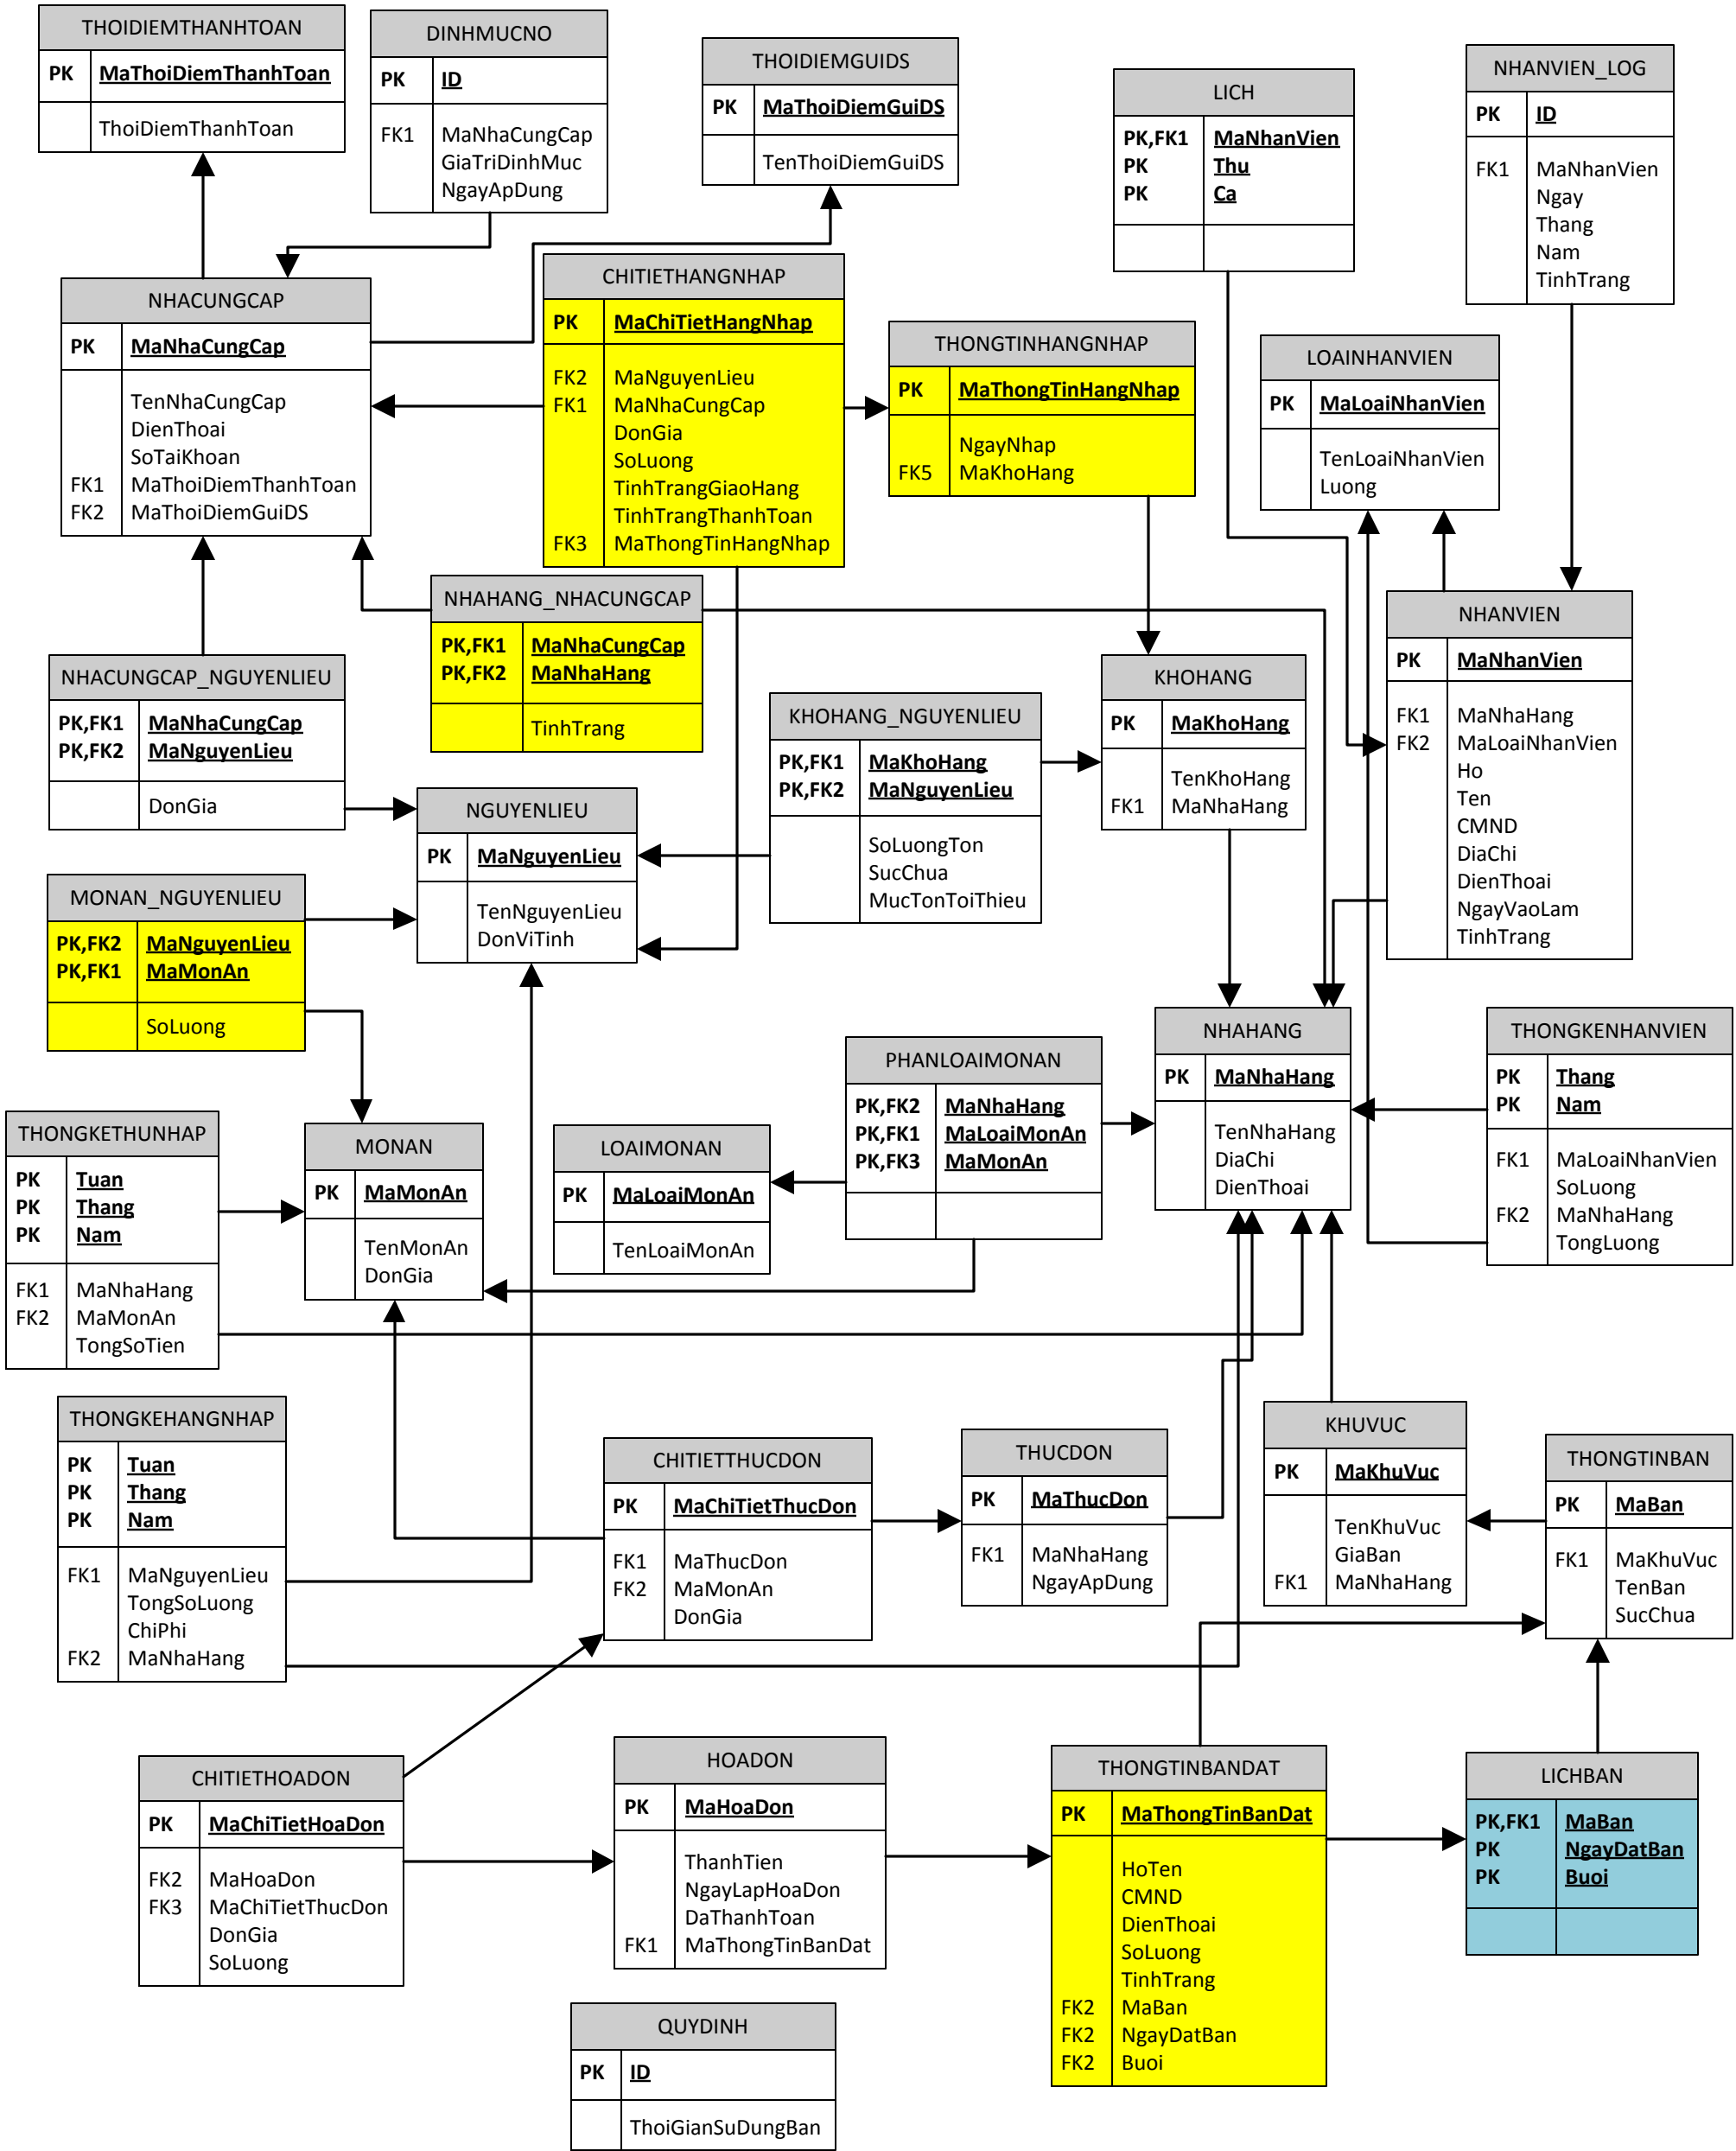 THOIDIEMTHANHTOAN
PK MaThoiDiemThanhToan
ThoiDiemThanhToan
DINHMUCNO
PK ID
FK1 MaNhaCungCap
GiaTriDinhMuc
NgayApDung
THOIDIEMGUIDS
PK MaThoiDiemGuiDS
TenThoiDiemGuiDS
LICH
PK,FK1 MaNhanVien
PK Thu
PK Ca
NHANVIEN_LOG
PK ID
FK1 MaNhanVien
Ngay
Thang
Nam
TinhTrang
NHACUNGCAP
PK MaNhaCungCap
TenNhaCungCap
DienThoai
SoTaiKhoan
FK1 MaThoiDiemThanhToan
FK2 MaThoiDiemGuiDS
CHITIETHANGNHAP
PK MaChiTietHangNhap
FK2 MaNguyenLieu
FK1 MaNhaCungCap
DonGia
SoLuong
TinhTrangGiaoHang
TinhTrangThanhToan
FK3 MaThongTinHangNhap
THONGTINHANGNHAP
PK MaThongTinHangNhap
NgayNhap
FK5 MaKhoHang
LOAINHANVIEN
PK MaLoaiNhanVien
TenLoaiNhanVien
Luong
NHAHANG_NHACUNGCAP
PK,FK1 MaNhaCungCap
PK,FK2 MaNhaHang
TinhTrang
NHANVIEN
PK MaNhanVien
FK1 MaNhaHang
FK2 MaLoaiNhanVien
Ho
Ten
CMND
DiaChi
DienThoai
NgayVaoLam
TinhTrang
NHACUNGCAP_NGUYENLIEU
PK,FK1 MaNhaCungCap
PK,FK2 MaNguyenLieu
DonGia
KHOHANG_NGUYENLIEU
PK,FK1 MaKhoHang
PK,FK2 MaNguyenLieu
SoLuongTon
SucChua
MucTonToiThieu
KHOHANG
PK MaKhoHang
TenKhoHang
FK1 MaNhaHang
NGUYENLIEU
PK MaNguyenLieu
TenNguyenLieu
DonViTinh
MONAN_NGUYENLIEU
PK,FK2 MaNguyenLieu
PK,FK1 MaMonAn
SoLuong
NHAHANG
PK MaNhaHang
TenNhaHang
DiaChi
DienThoai
THONGKENHANVIEN
PK Thang
PK Nam
FK1 MaLoaiNhanVien
SoLuong
FK2 MaNhaHang
TongLuong
PHANLOAIMONAN
PK,FK2 MaNhaHang
PK,FK1 MaLoaiMonAn
PK,FK3 MaMonAn
THONGKETHUNHAP
PK Tuan
PK Thang
PK Nam
FK1 MaNhaHang
FK2 MaMonAn
TongSoTien
MONAN
PK MaMonAn
TenMonAn
DonGia
LOAIMONAN
PK MaLoaiMonAn
TenLoaiMonAn
THONGKEHANGNHAP
PK Tuan
PK Thang
PK Nam
FK1 MaNguyenLieu
TongSoLuong
ChiPhi
FK2 MaNhaHang
CHITIETTHUCDON
PK MaChiTietThucDon
FK1 MaThucDon
FK2 MaMonAn
DonGia
THUCDON
PK MaThucDon
FK1 MaNhaHang
NgayApDung
KHUVUC
PK MaKhuVuc
TenKhuVuc
GiaBan
FK1 MaNhaHang
THONGTINBAN
PK MaBan
FK1 MaKhuVuc
TenBan
SucChua
CHITIETHOADON
PK MaChiTietHoaDon
FK2 MaHoaDon
FK3 MaChiTietThucDon
DonGia
SoLuong
HOADON
PK MaHoaDon
ThanhTien
NgayLapHoaDon
DaThanhToan
FK1 MaThongTinBanDat
THONGTINBANDAT
PK MaThongTinBanDat
HoTen
CMND
DienThoai
SoLuong
TinhTrang
FK2 MaBan
FK2 NgayDatBan
FK2 Buoi
LICHBAN
PK,FK1 MaBan
PK NgayDatBan
PK Buoi
QUYDINH
PK ID
ThoiGianSuDungBan